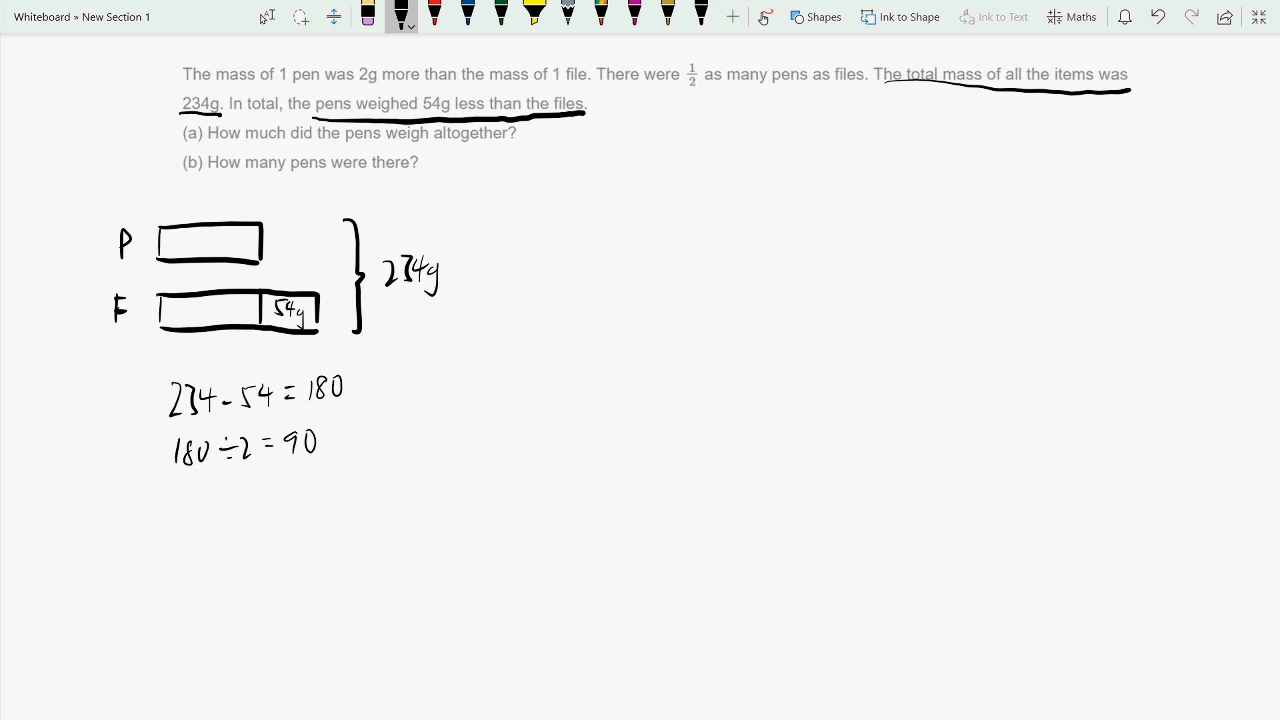 Whiteboard » New Section 1
Shapes
Ink to Shape
Ink to Text
Maths
The mass of 1 pen was 2g more than the mass of 1 file. There were 1/2 as many pens as files. The total mass of all the items was
234g. In total, the pens weighed 54g less than the files.
(a) How much did the pens weigh altogether?
(b) How many pens were there?
P
234g
F
54g
234 - 54 = 180
180 ÷ 2 = 90